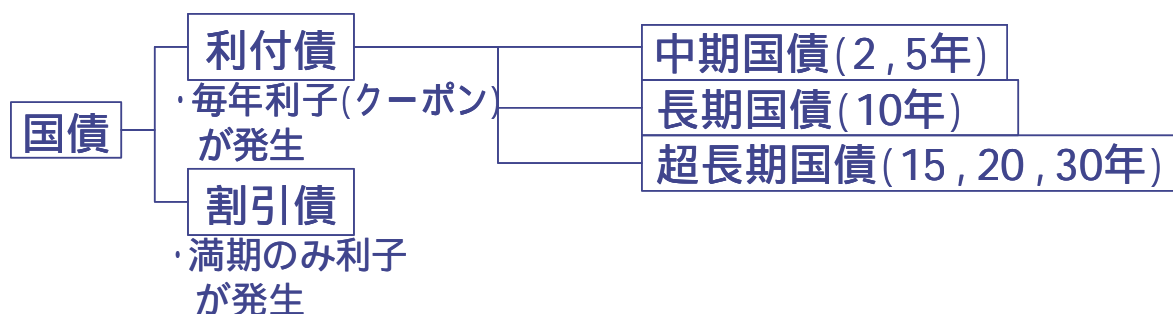 国債
利付債
・毎年利子(クーポン)
が発生
割引債
・満期のみ利子
が発生
中期国債(2,5年)
長期国債(10年)
超長期国債(15,20,30年)